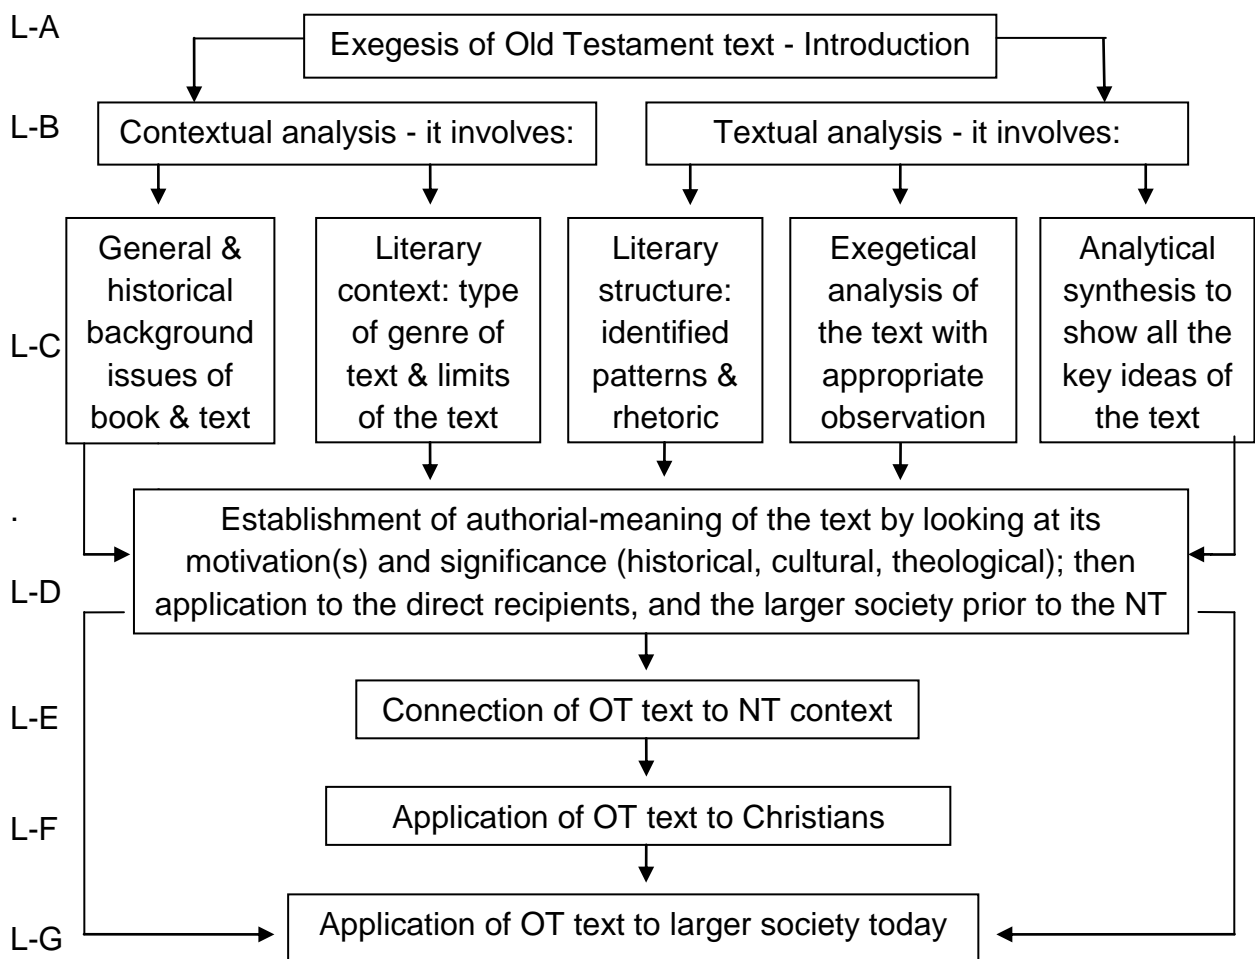 L-A
Exegesis of Old Testament text - Introduction
L-B
Contextual analysis - it involves:
Textual analysis - it involves:
L-C
General &
historical
background
issues of
book & text
Literary
context: type
of genre of
text & limits
of the text
Literary
structure:
identified
patterns &
rhetoric
Exegetical
analysis of
the text with
appropriate
observation
Analytical
synthesis to
show all the
key ideas of
the text
.
L-D
Establishment of authorial-meaning of the text by looking at its
motivation(s) and significance (historical, cultural, theological); then
application to the direct recipients, and the larger society prior to the NT
L-E
Connection of OT text to NT context
L-F
Application of OT text to Christians
L-G
Application of OT text to larger society today